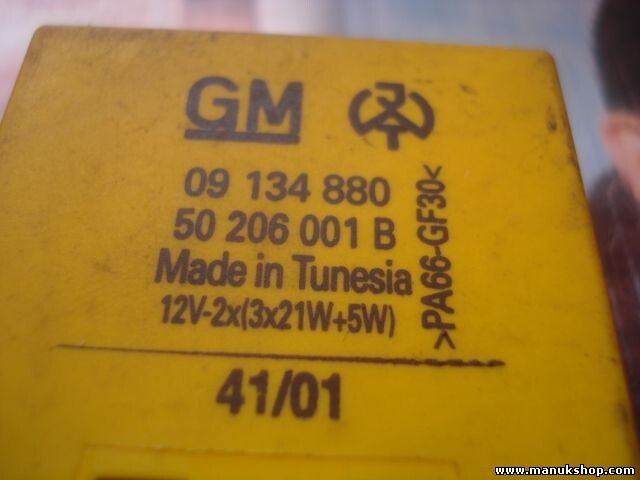 GM
09 134 880
50 206 001 B
Made in Tunesia
12V-2x(3x21W+5W)
>PA66-GF30<
41/01
www.manukshop.com